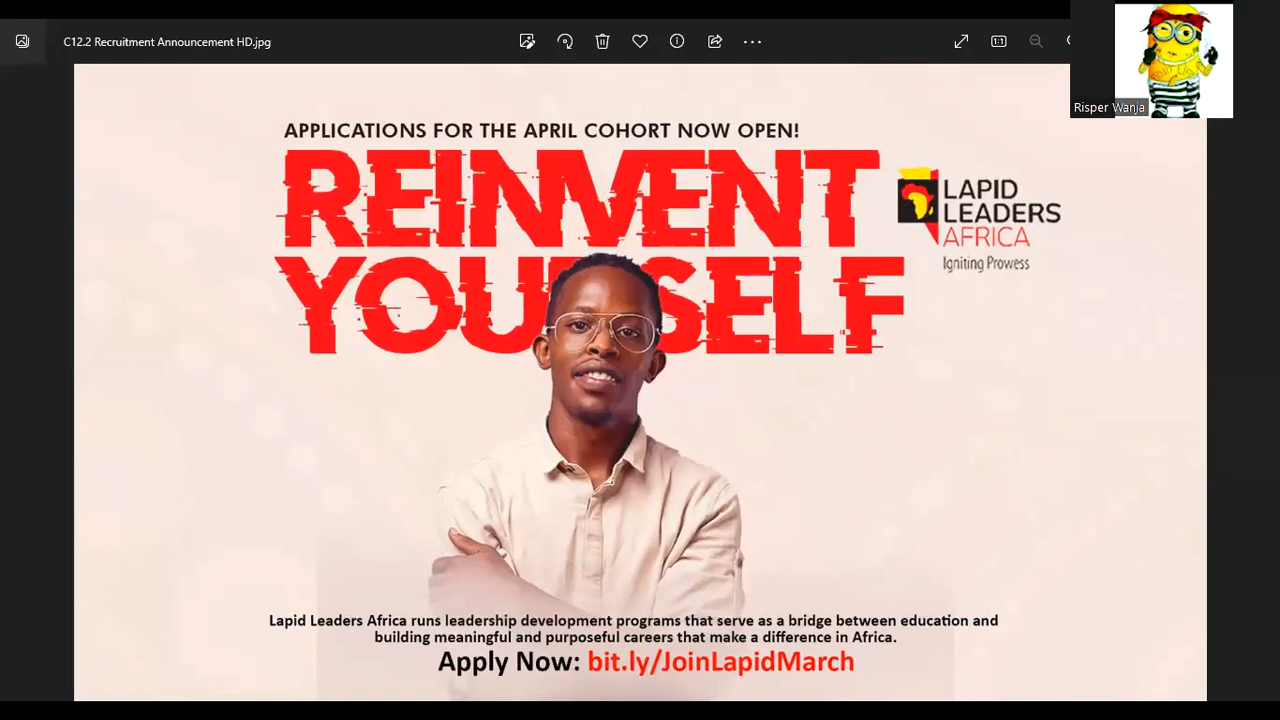 C12.2 Recruitment Announcement HD.jpg
1:1
Risper Wanja
APPLICATIONS FOR THE APRIL COHORT NOW OPEN!
REINVENT
YOURSELF
LAPID
LEADERS
AFRICA
Igniting Prowess
Lapid Leaders Africa runs leadership development programs that serve as a bridge between education and
building meaningful and purposeful careers that make a difference in Africa.
Apply Now: bit.ly/JoinLapidMarch